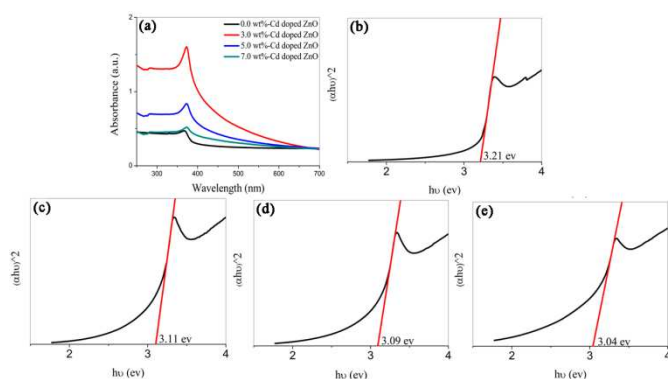 (a)
0.0 wt%-Cd doped ZnO
3.0 wt%-Cd doped ZnO
5.0 wt%-Cd doped ZnO
7.0 wt%-Cd doped ZnO
Absorbance (a.u.)
2
1
0
300 400 500 600 700
Wavelength (nm)
(b)
(αhυ)^2
3.21 ev
2 3 4
hυ (ev)
(c)
(αhυ)^2
3.11 ev
2 3 4
hυ (ev)
(d)
(αhυ)^2
3.09 ev
2 3 4
hυ (ev)
(e)
(αhυ)^2
3.04 ev
2 3 4
hυ (ev)